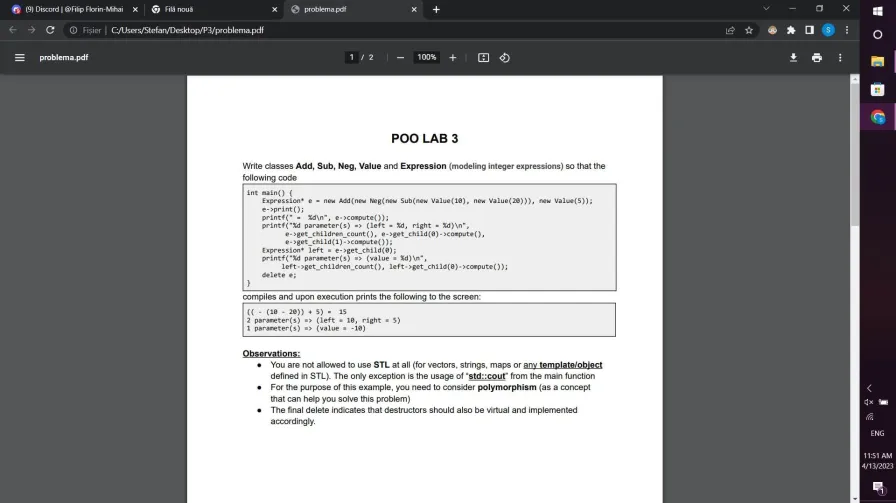 (9) Discord | @Filip Florin-Mihai
Filă nouă
problema.pdf
Fișier | C:/Users/Stefan/Desktop/P3/problema.pdf
S
problema.pdf
1 / 2
100%
POO LAB 3
Write classes Add, Sub, Neg, Value and Expression (modeling integer expressions) so that the
following code
int main() {
Expression* e = new Add(new Neg(new Sub(new Value(10), new Value(20))), new Value(5));
e->print();
printf(" = %d\n", e->compute());
printf("%d parameter(s) => (left = %d, right = %d)\n",
e->get_children_count(), e->get_child(0)->compute(),
e->get_child(1)->compute());
Expression* left = e->get_child(0);
printf("%d parameter(s) => (value = %d)\n",
left->get_children_count(), left->get_child(0)->compute());
delete e;
}
compiles and upon execution prints the following to the screen:
(( - (10 - 20)) + 5) = 15
2 parameter(s) => (left = 10, right = 5)
1 parameter(s) => (value = -10)
Observations:
● You are not allowed to use STL at all (for vectors, strings, maps or any template/object
defined in STL). The only exception is the usage of "std::cout" from the main function
● For the purpose of this example, you need to consider polymorphism (as a concept
that can help you solve this problem)
● The final delete indicates that destructors should also be virtual and implemented
accordingly.
ENG
11:51 AM
4/13/2023
1